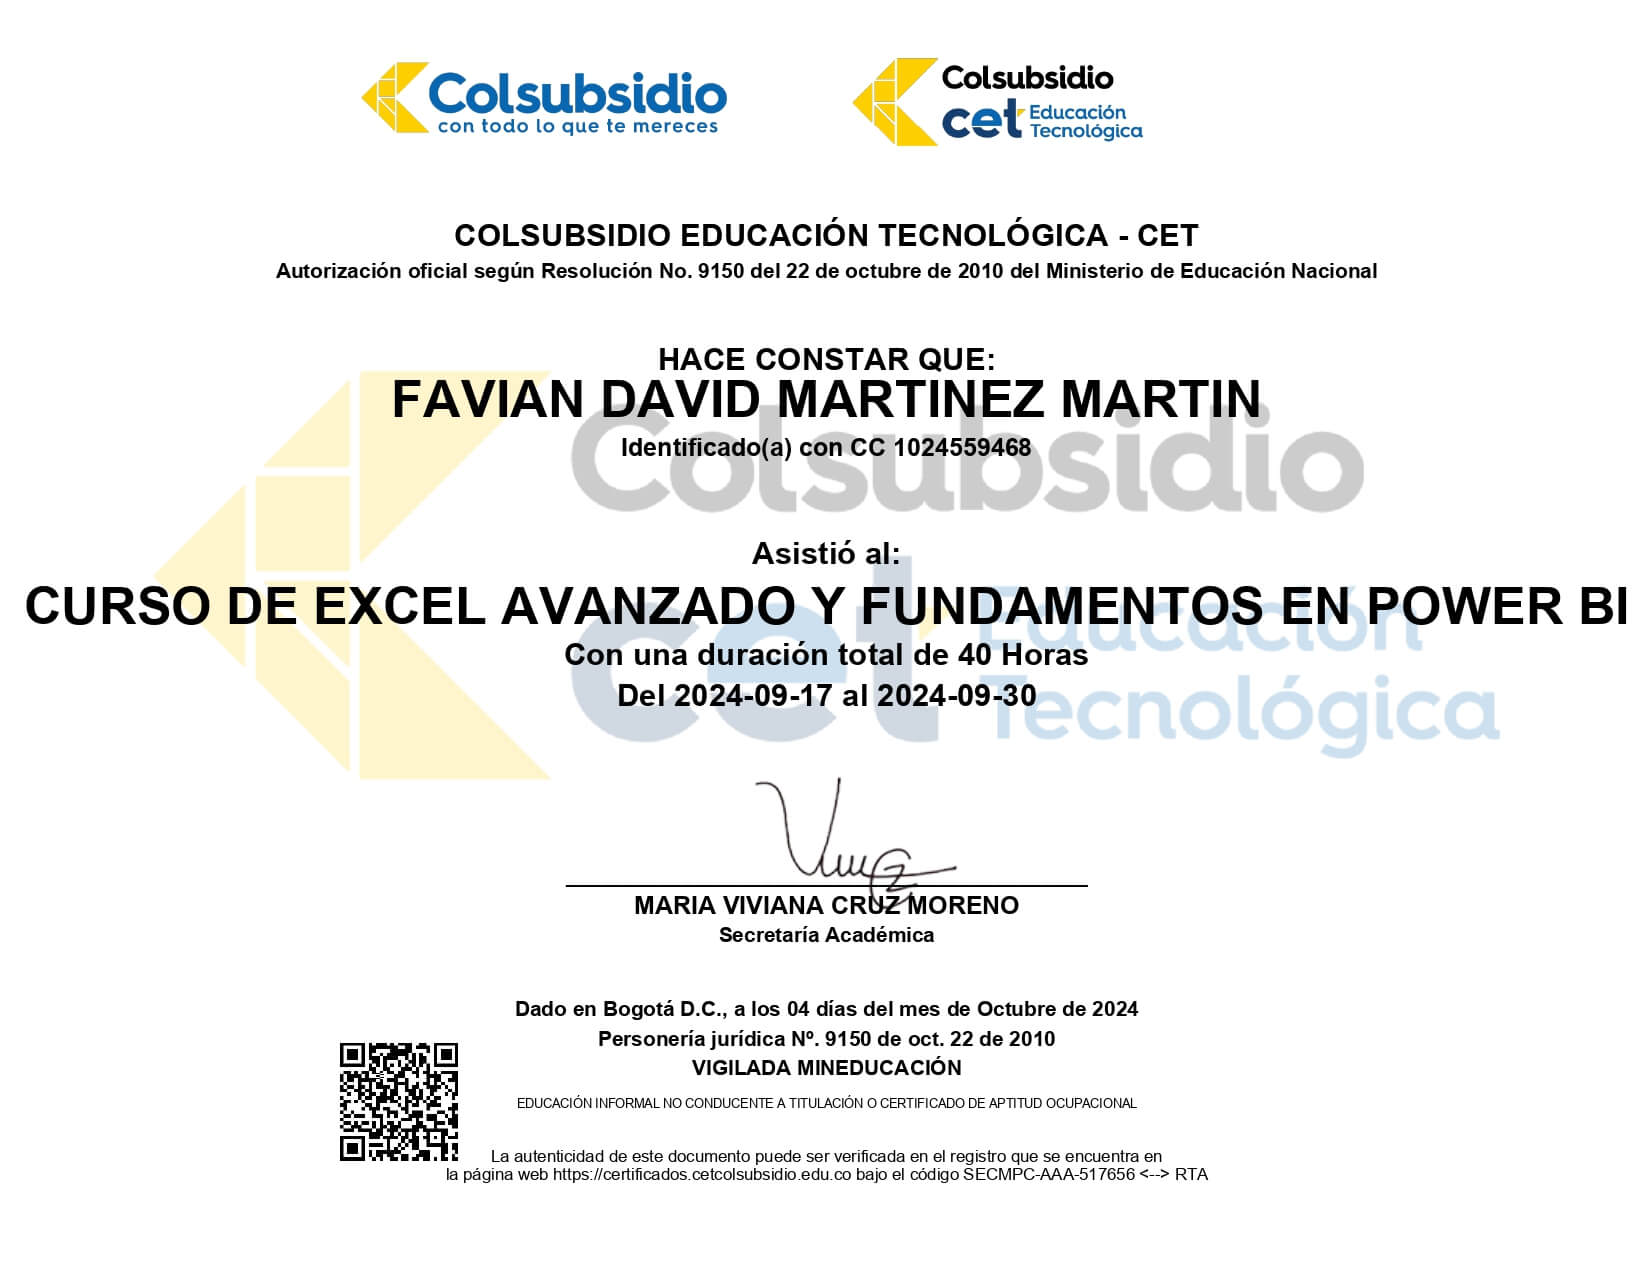 Colsubsidio
con todo lo que te mereces
Colsubsidio
cet Educación
Tecnológica
COLSUBSIDIO EDUCACIÓN TECNOLÓGICA - CET
Autorización oficial según Resolución No. 9150 del 22 de octubre de 2010 del Ministerio de Educación Nacional
HACE CONSTAR QUE:
FAVIAN DAVID MARTINEZ MARTIN
Identificado(a) con CC 1024559468
Colsubsidio
Asistió al:
CURSO DE EXCEL AVANZADO Y FUNDAMENTOS EN POWER BI
cet Educación
Con una duración total de 40 Horas
Del 2024-09-17 al 2024-09-30
Tecnológica
MARIA VIVIANA CRUZ MORENO
Secretaría Académica
Dado en Bogotá D.C., a los 04 días del mes de Octubre de 2024
Personería jurídica Nº. 9150 de oct. 22 de 2010
VIGILADA MINEDUCACIÓN
EDUCACIÓN INFORMAL NO CONDUCENTE A TITULACIÓN O CERTIFICADO DE APTITUD OCUPACIONAL
La autenticidad de este documento puede ser verificada en el registro que se encuentra en
la página web https://certificados.cetcolsubsidio.edu.co bajo el código SECMPC-AAA-517656 <--> RTA